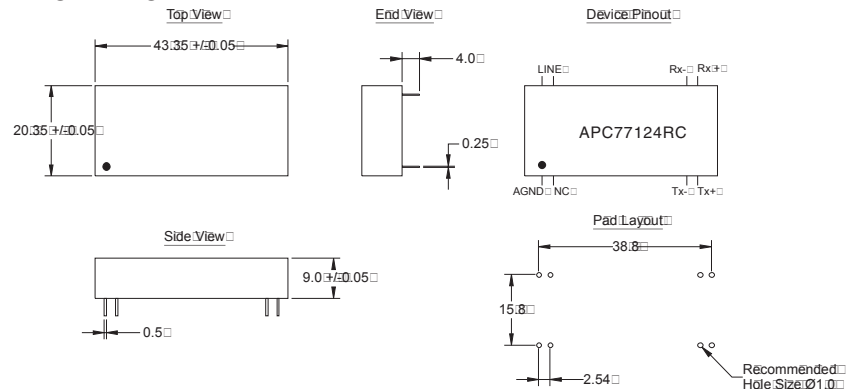 Top View
End View
Device Pinout
43.35 +/-0.05
4.0
LINE
Rx- Rx+
20.35 +/-0.05
APC77124RC
0.25
AGND NC
Tx- Tx+
Side View
Pad Layout
38.8
9.0 +/-0.05
15.8
0.5
2.54
Recommended
Hole Size Ø1.0